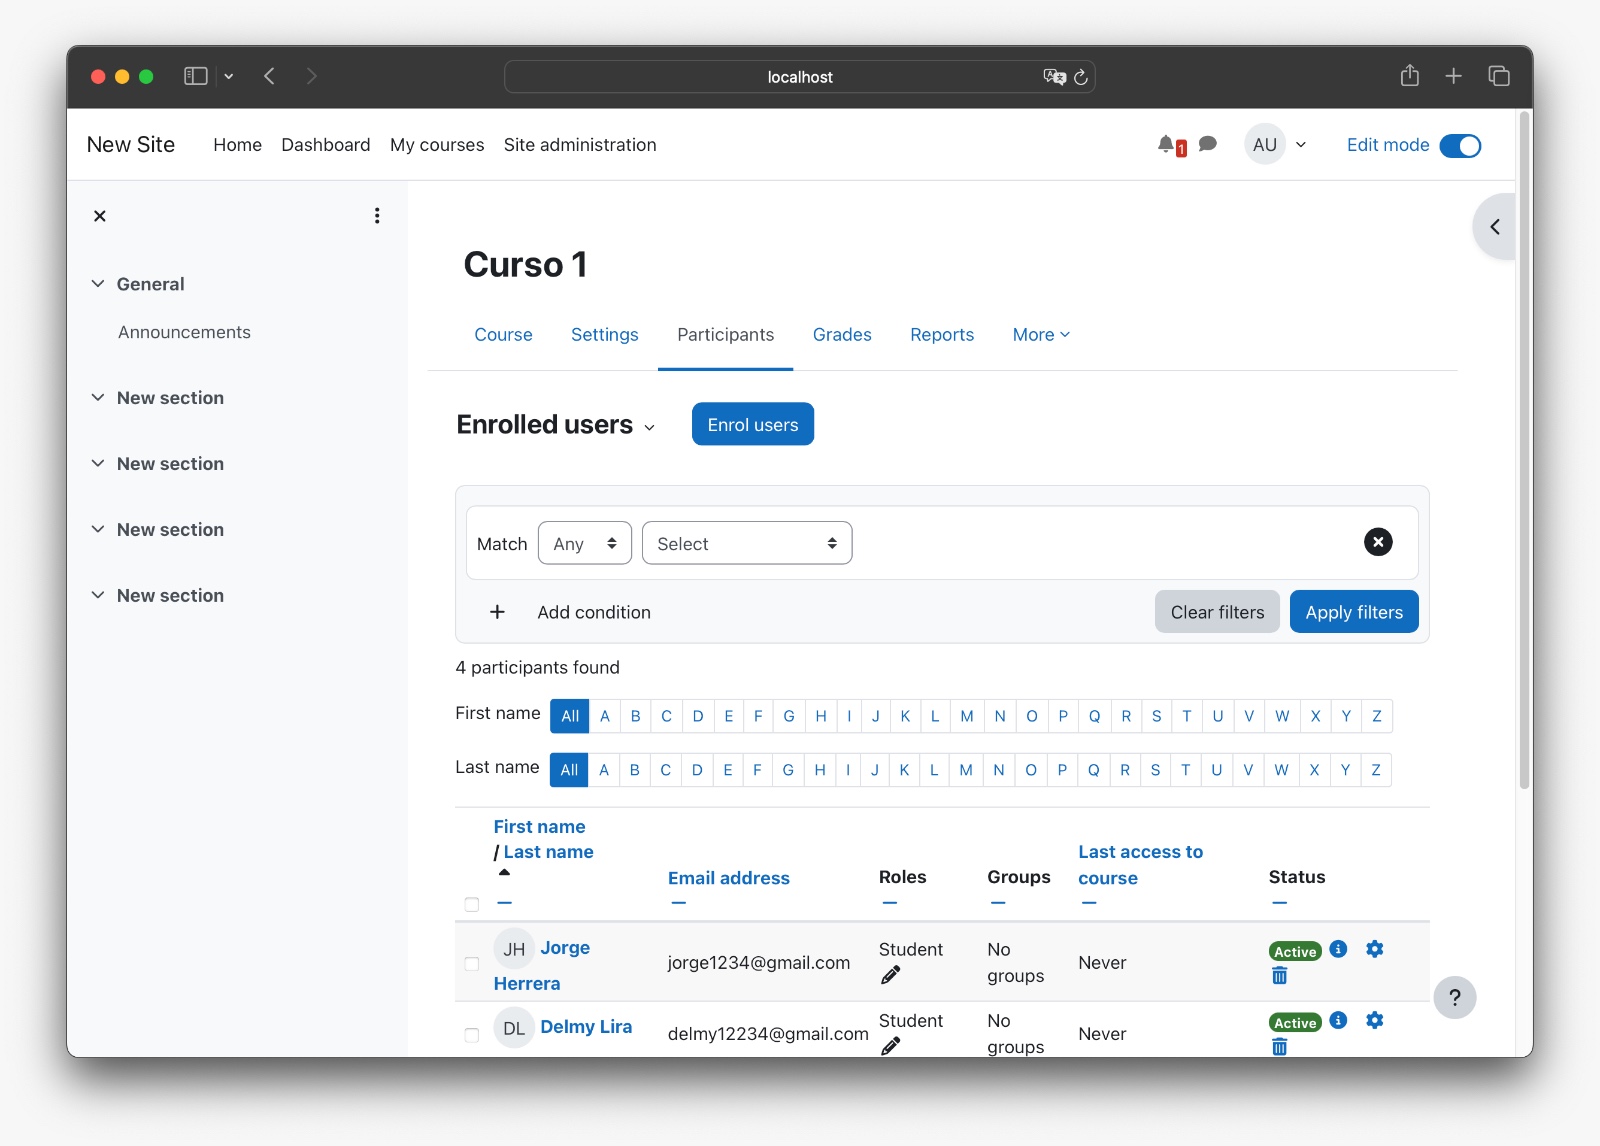 localhost
New Site Home Dashboard My courses Site administration 1 AU Edit mode
General
Announcements
New section
New section
New section
New section
Curso 1
Course Settings Participants Grades Reports More
Enrolled users Enrol users
Match Any Select
+ Add condition Clear filters Apply filters
4 participants found
First name All A B C D E F G H I J K L M N O P Q R S T U V W X Y Z
Last name All A B C D E F G H I J K L M N O P Q R S T U V W X Y Z
First name
/ Last name
Email address Roles Groups Last access to course Status
JH Jorge Herrera jorge1234@gmail.com Student No groups Never Active
DL Delmy Lira delmy12234@gmail.com Student No groups Never Active
?